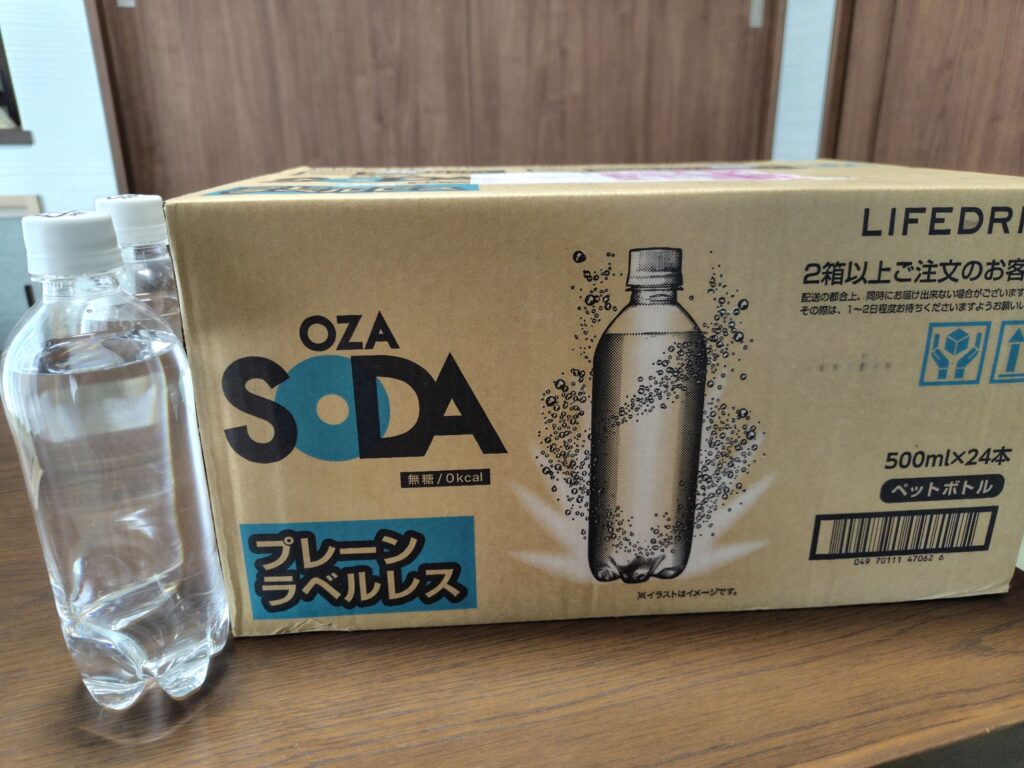 OZA
SODA
無糖/0kcal
プレーン
ラベルレス
※イラストはイメージです。
LIFEDRI
2箱以上ご注文のお客
配送の都合上、同時にお届け出来ない場合がございます
その際は、1〜2日程度お待ちくださいますようお願い
500ml×24本
ペットボトル
049 70111 47062 6